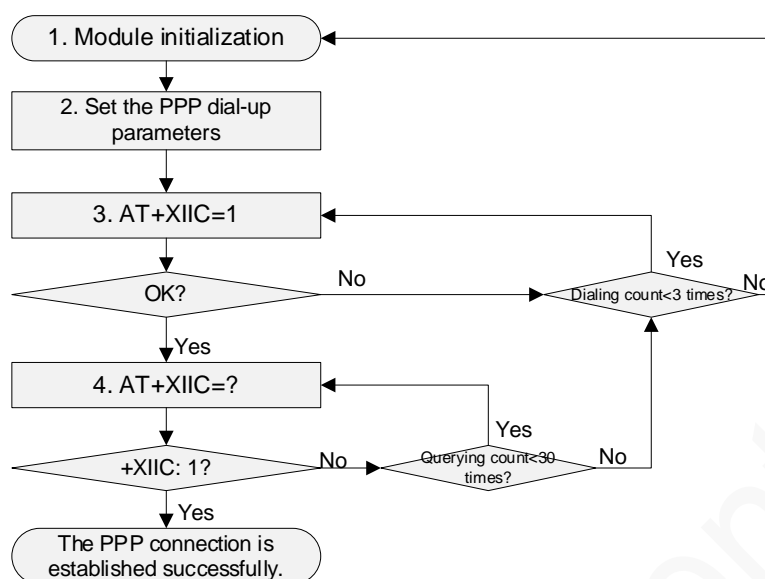 1. Module initialization
2. Set the PPP dial-up
parameters
3. AT+XIIC=1
Yes
OK?
No
Dialing count<3 times?
No
Yes
4. AT+XIIC=?
Yes
+XIIC: 1?
No
Querying count<30
times?
No
Yes
The PPP connection is
established successfully.